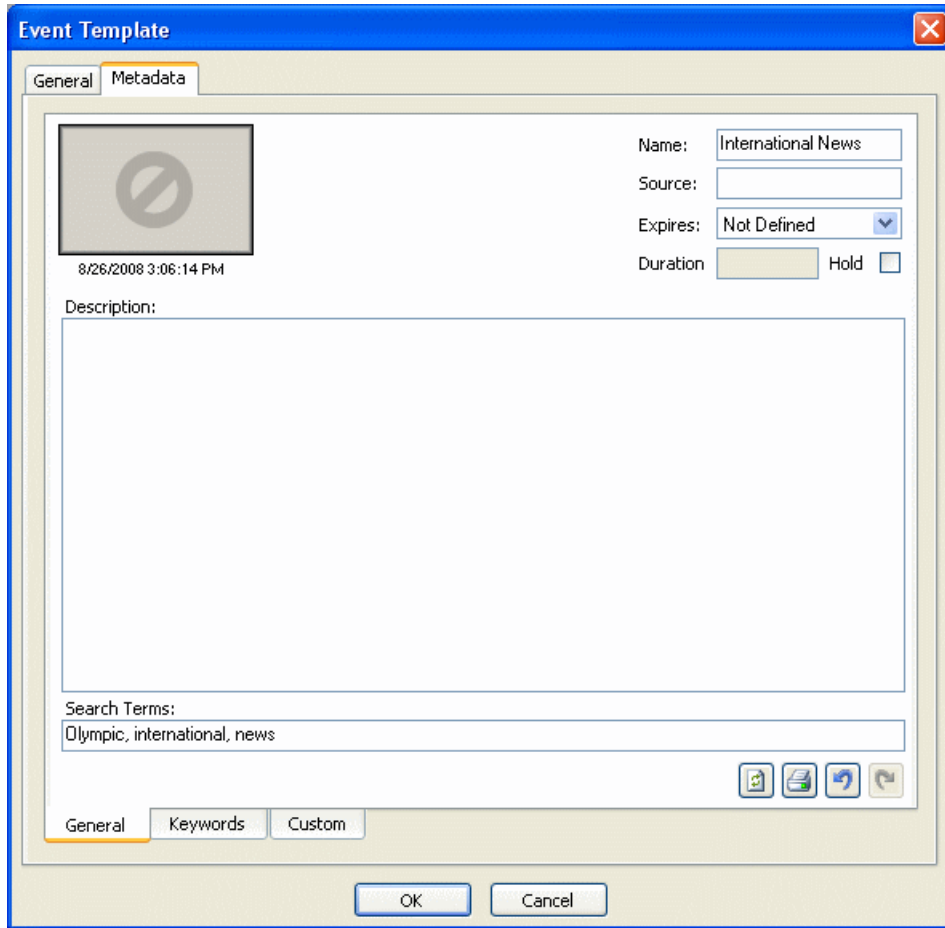 Event Template
General Metadata
Name: International News
Source:
Expires: Not Defined
8/26/2008 3:06:14 PM
Duration Hold
Description:
Search Terms:
Olympic, international, news
General Keywords Custom
OK Cancel